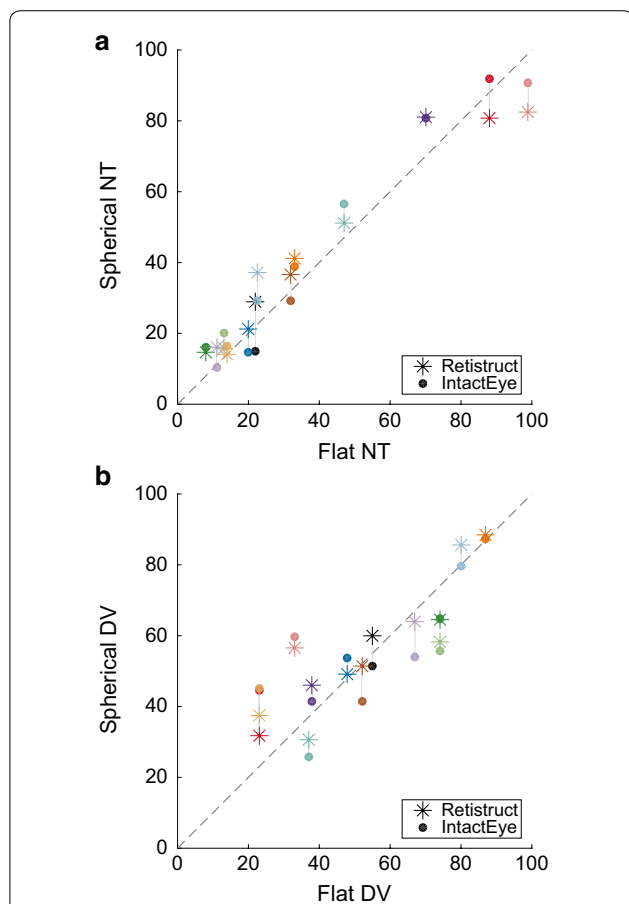 a
100
80
60
40
20
0
Spherical NT
Retistruct
IntactEye
0 20 40 60 80 100
Flat NT
b
100
80
60
40
20
0
Spherical DV
Retistruct
IntactEye
0 20 40 60 80 100
Flat DV